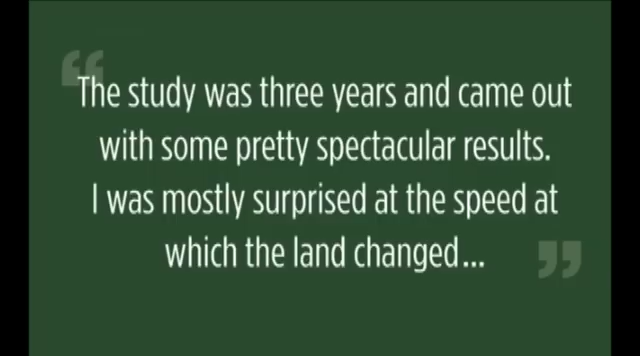 “
The study was three years and came out
with some pretty spectacular results.
I was mostly surprised at the speed at
which the land changed...
”